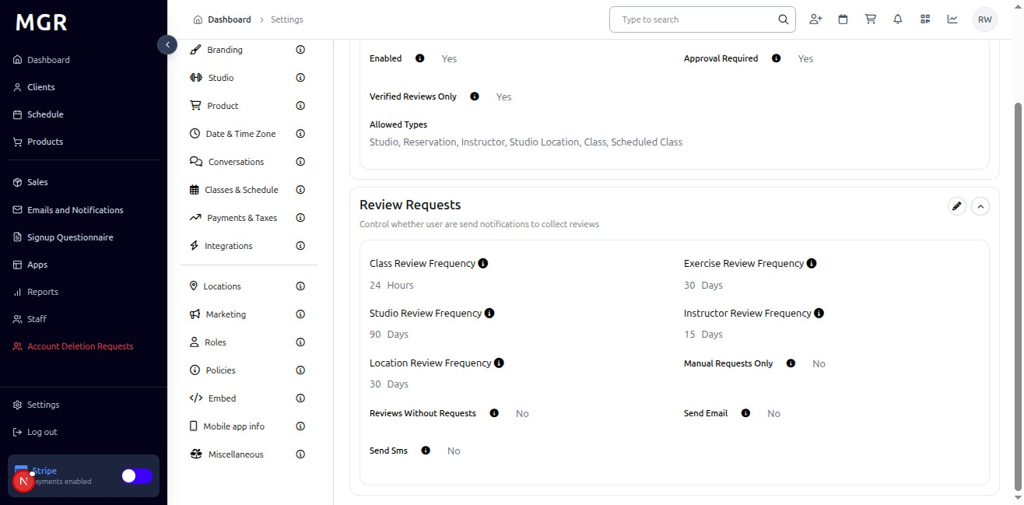 MGR
Dashboard
Clients
Schedule
Products
Sales
Emails and Notifications
Signup Questionnaire
Apps
Reports
Staff
Account Deletion Requests
Settings
Log out
Stripe
ayments enabled
N
Dashboard > Settings
Type to search
RW
Branding
Studio
Product
Date & Time Zone
Conversations
Classes & Schedule
Payments & Taxes
Integrations
Locations
Marketing
Roles
Policies
Embed
Mobile app info
Miscellaneous
Enabled Yes
Approval Required Yes
Verified Reviews Only Yes
Allowed Types
Studio, Reservation, Instructor, Studio Location, Class, Scheduled Class
Review Requests
Control whether user are send notifications to collect reviews
Class Review Frequency
24 Hours
Exercise Review Frequency
30 Days
Studio Review Frequency
90 Days
Instructor Review Frequency
15 Days
Location Review Frequency
30 Days
Manual Requests Only No
Reviews Without Requests No
Send Email No
Send Sms No